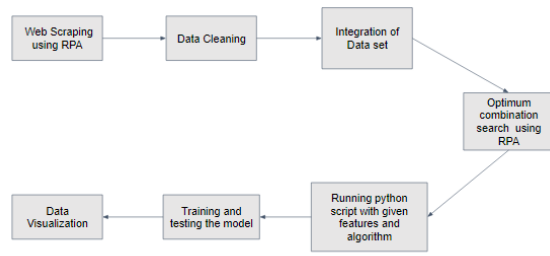 Web Scraping
using RPA
Data Cleaning
Integration of
Data set
Optimum
combination
search using
RPA
Running python
script with given
features and
algorithm
Training and
testing the model
Data
Visualization